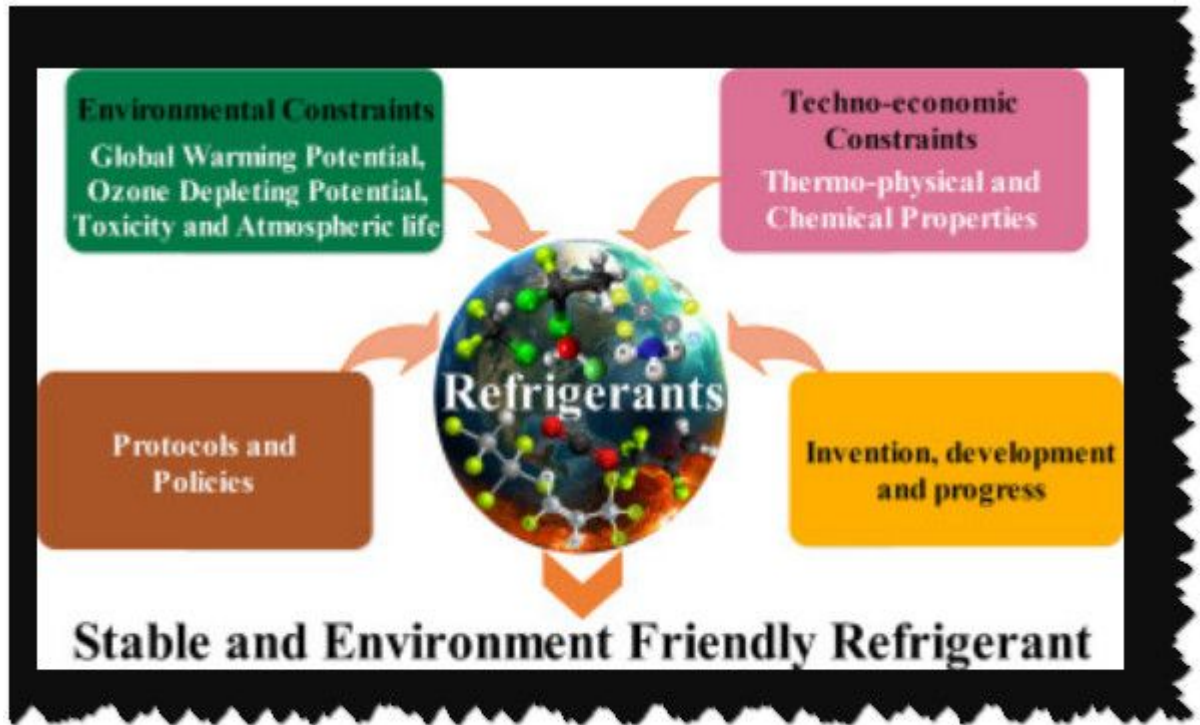 Environmental Constraints
Global Warming Potential,
Ozone Depleting Potential,
Toxicity and Atmospheric life
Techno-economic
Constraints
Thermo-physical and
Chemical Properties
Refrigerants
Protocols and
Policies
Invention, development
and progress
Stable and Environment Friendly Refrigerant